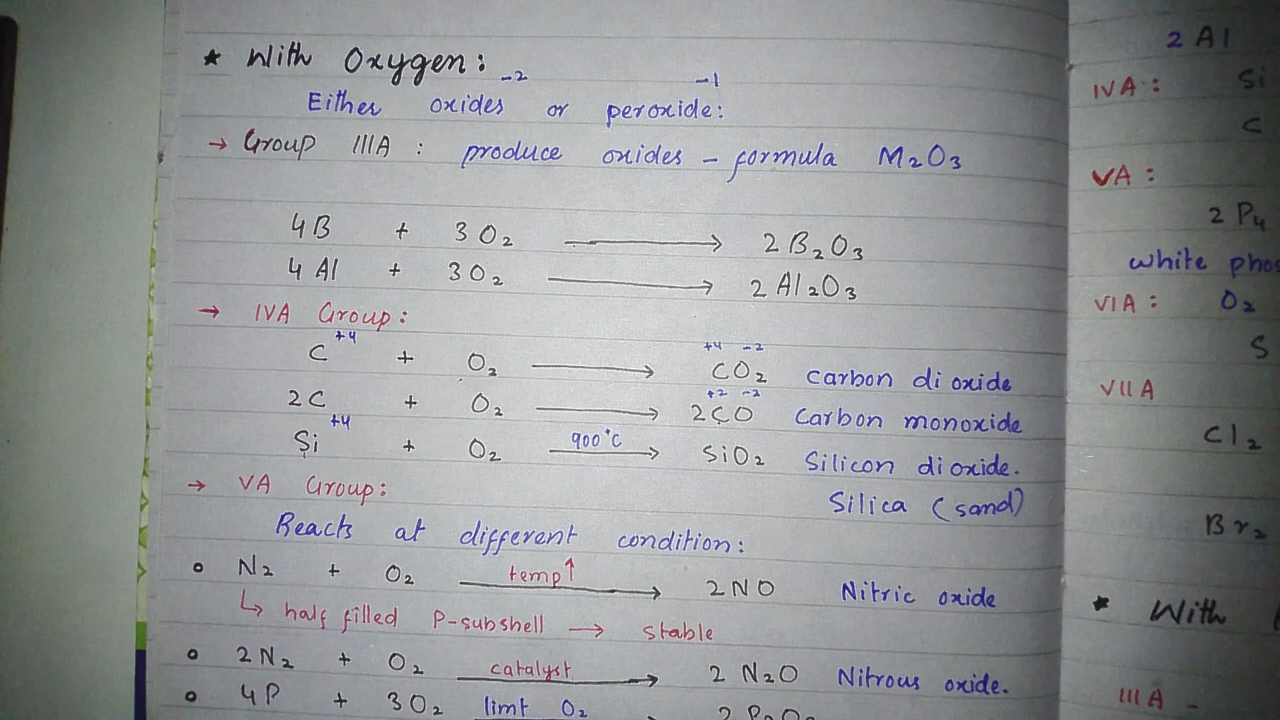 ★ With Oxygen:
-2 -1
Either oxides or peroxide:
→ Group IIIA : produce oxides - formula M₂O₃
4B + 3O₂ ⟶ 2B₂O₃
4Al + 3O₂ ⟶ 2Al₂O₃
→ IVA Group:
+4 +4 -2
C + O₂ ⟶ CO₂ Carbon dioxide
+2 -2
2C + O₂ ⟶ 2CO Carbon monoxide
+4 900°C
Si + O₂ ⟶ SiO₂ Silicon dioxide.
Silica (sand)
→ VA Group:
Reacts at different condition:
temp↑
o N₂ + O₂ ⟶ 2NO Nitric oxide
↳ half filled P-subshell → stable
catalyst
o 2N₂ + O₂ ⟶ 2 N₂O Nitrous oxide.
limt O₂
o 4P + 3O₂
2Al
IVA : Si
C
VA :
2P₄
white
VIA : O₂
S
VIIA
Cl₂
Br₂
★ With
IIIA -